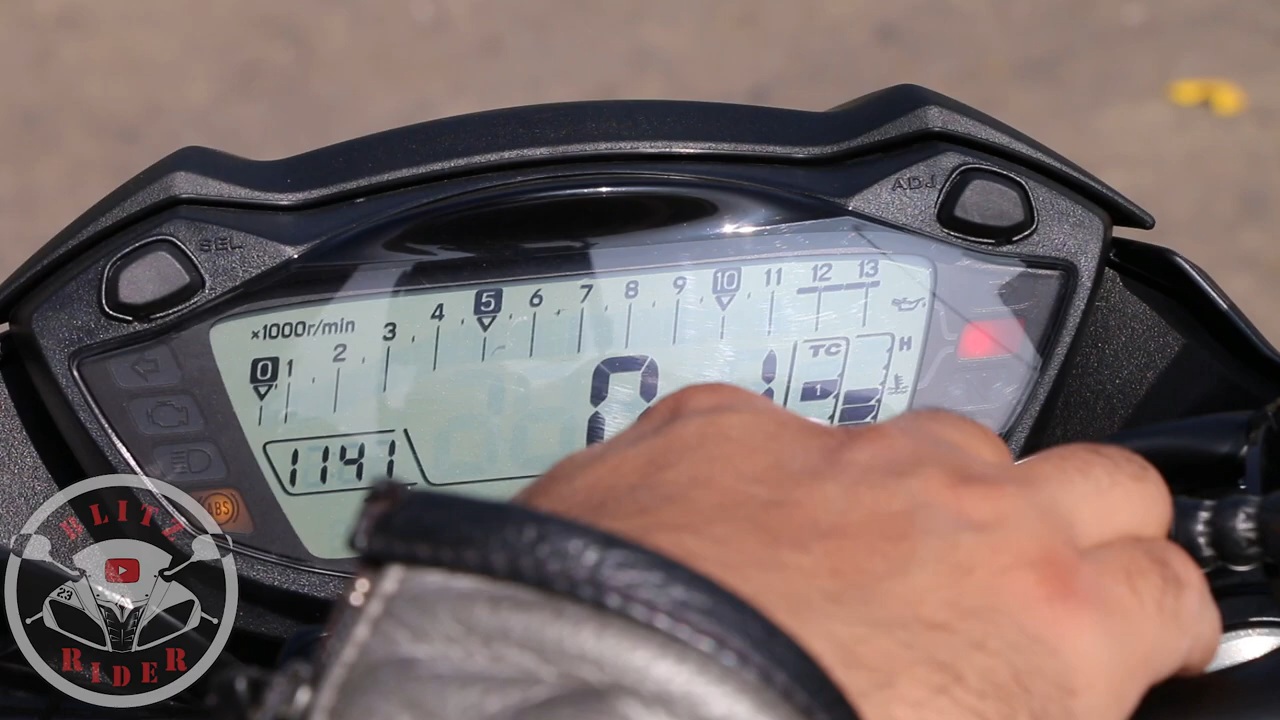 ADJ
SEL
×1000r/min
0 1 2 3 4 5 6 7 8 9 10 11 12 13
TC
1
H
1141
ABS
BLITZ
23
RIDER